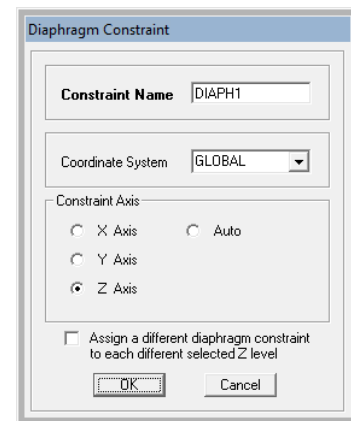 Diaphragm Constraint
Constraint Name DIAPH1
Coordinate System GLOBAL
Constraint Axis
X Axis Auto
Y Axis
Z Axis
Assign a different diaphragm constraint
to each different selected Z level
OK Cancel